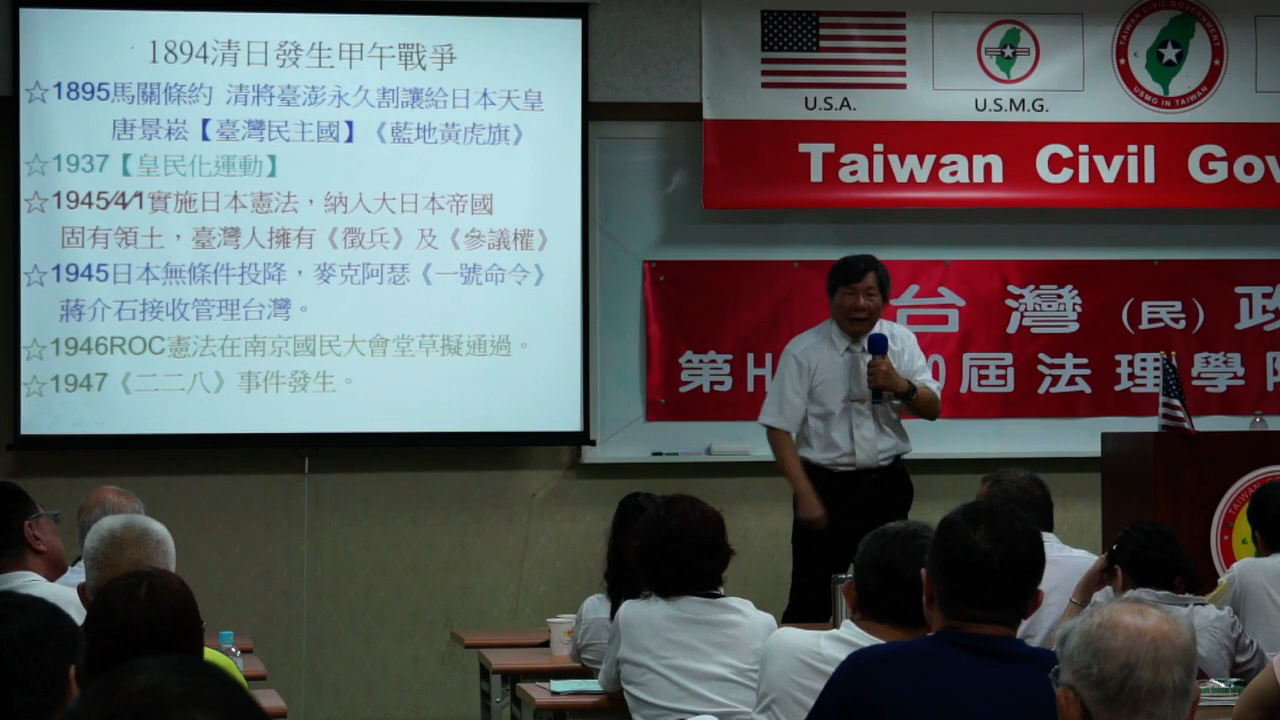 1894清日發生甲午戰爭
☆1895馬關條約 清將臺澎永久割讓給日本天皇
唐景崧【臺灣民主國】《藍地黃虎旗》
☆1937【皇民化運動】
☆1945/4/1實施日本憲法，納入大日本帝國
固有領土，臺灣人擁有《徵兵》及《參議權》
☆1945日本無條件投降，麥克阿瑟《一號命令》
蔣介石接收管理台灣。
☆1946ROC憲法在南京國民大會堂草擬通過。
☆1947《二二八》事件發生。
U.S.A.
U.S.M.G.
TAIWAN CIVIL GOVERNMENT
USMG IN TAIWAN
Taiwan Civil Gov
台灣(民)政
第H 0屆法理學
TAIWAN C